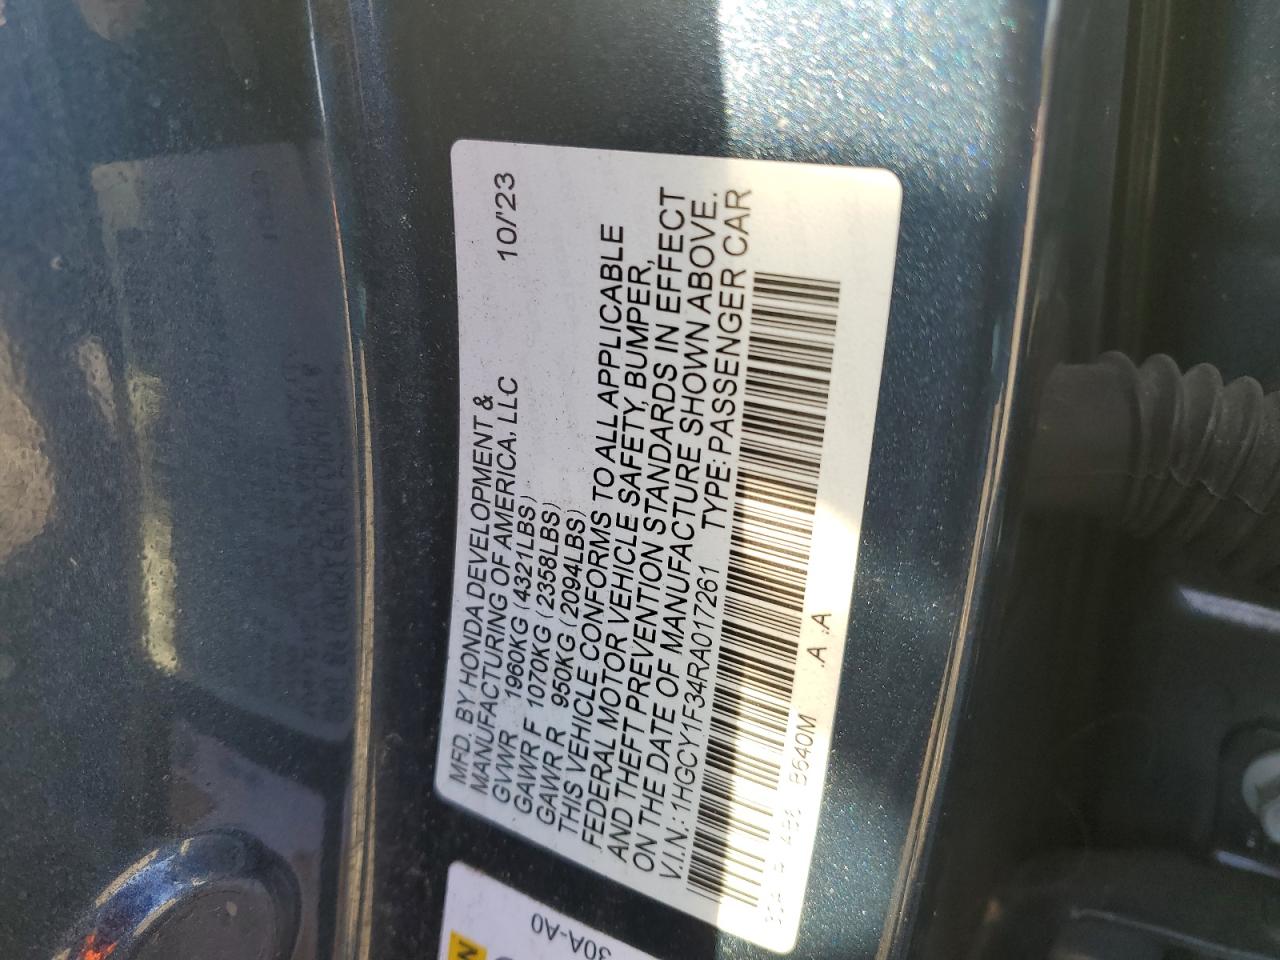 MFD. BY HONDA DEVELOPMENT &
MANUFACTURING OF AMERICA, LLC 10/'23
GVWR 1960KG (4321LBS)
GAWR F 1070KG (2358LBS)
GAWR R 950KG (2094LBS)
THIS VEHICLE CONFORMS TO ALL APPLICABLE
FEDERAL MOTOR VEHICLE SAFETY, BUMPER,
AND THEFT PREVENTION STANDARDS IN EFFECT
ON THE DATE OF MANUFACTURE SHOWN ABOVE.
V.I.N.: 1HGCY1F34RA017261 TYPE: PASSENGER CAR
B640M .A .A
30A-A0